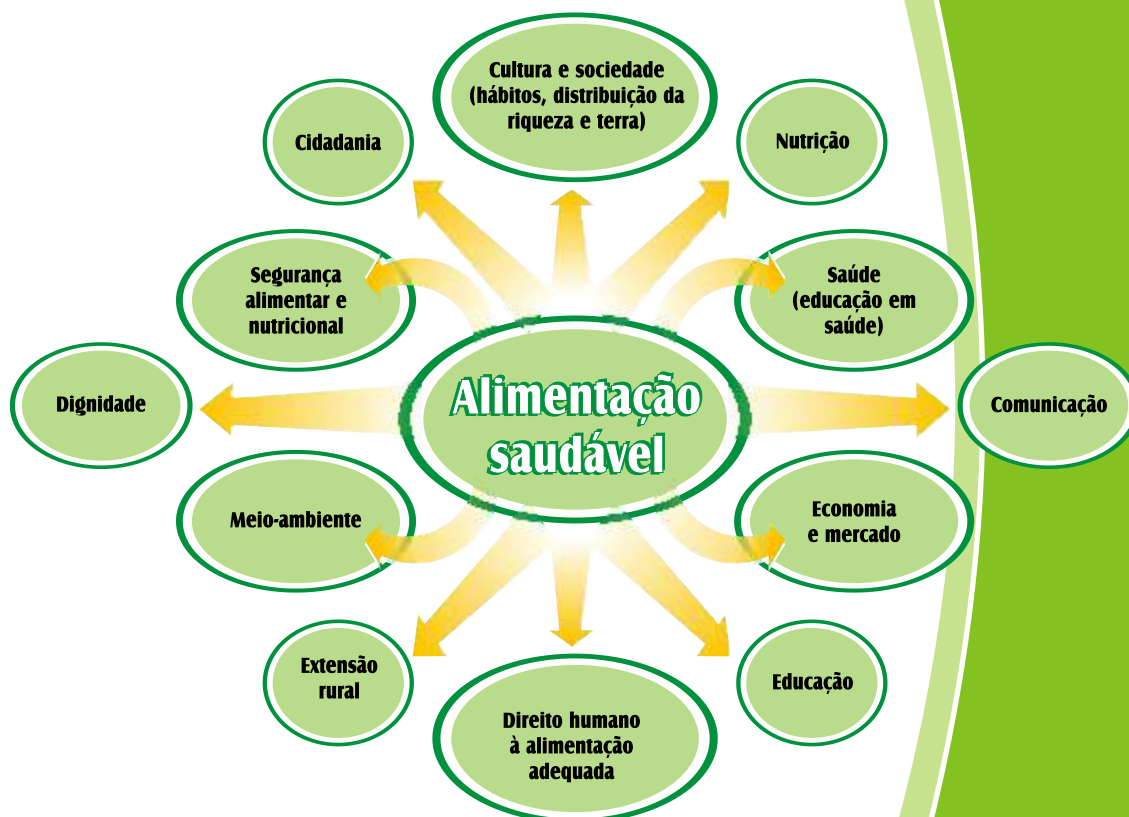 Cultura e sociedade
(hábitos, distribuição da
riqueza e terra)
Cidadania
Nutrição
Segurança
alimentar e
nutricional
Saúde
(educação em
saúde)
Dignidade
Alimentação
saudável
Comunicação
Meio-ambiente
Economia
e mercado
Extensão
rural
Educação
Direito humano
à alimentação
adequada